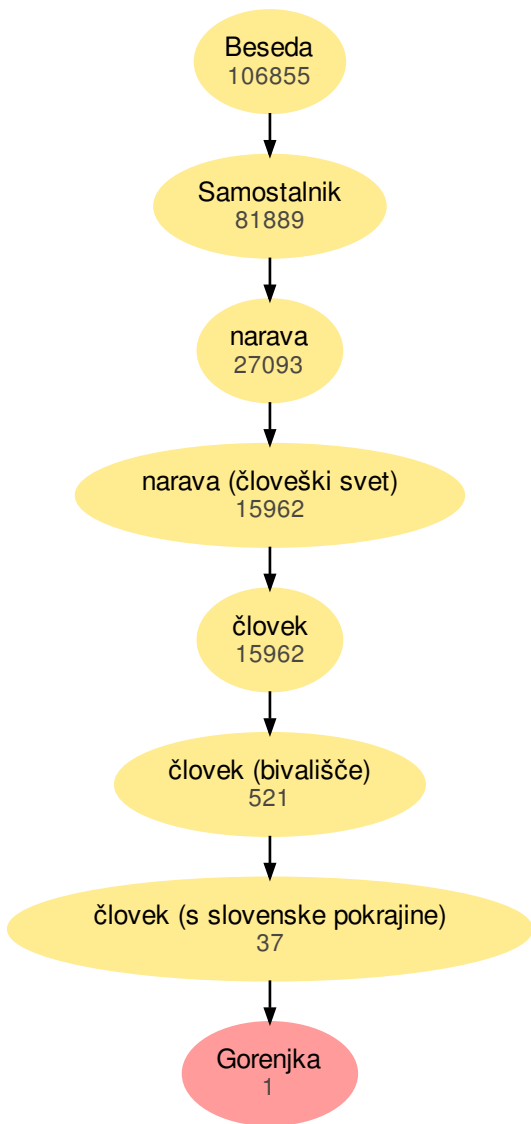 Beseda
106855
Samostalnik
81889
narava
27093
narava (človeški svet)
15962
človek
15962
človek (bivališče)
521
človek (s slovenske pokrajine)
37
Gorenjka
1